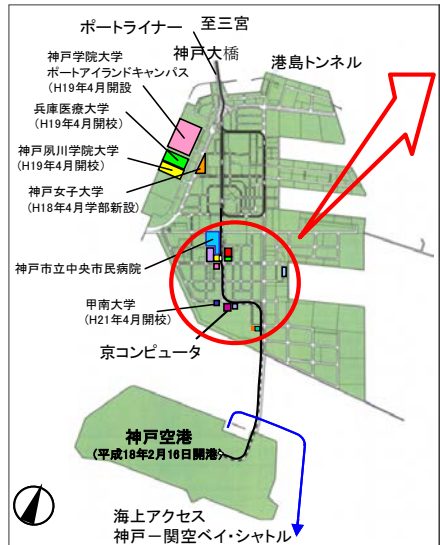 ポートライナー
至三宮
神戸大橋
港島トンネル
神戸学院大学
ポートアイランドキャンパス
(H19年4月開設
兵庫医療大学
(H19年4月開校)
神戸夙川学院大学
(H19年4月開校)
神戸女子大学
(H18年4月学部新設)
神戸市立中央市民病院
甲南大学
(H21年4月開校)
京コンピュータ
神戸空港
(平成18年2月16日開港)
海上アクセス
神戸－関空ベイ・シャトル